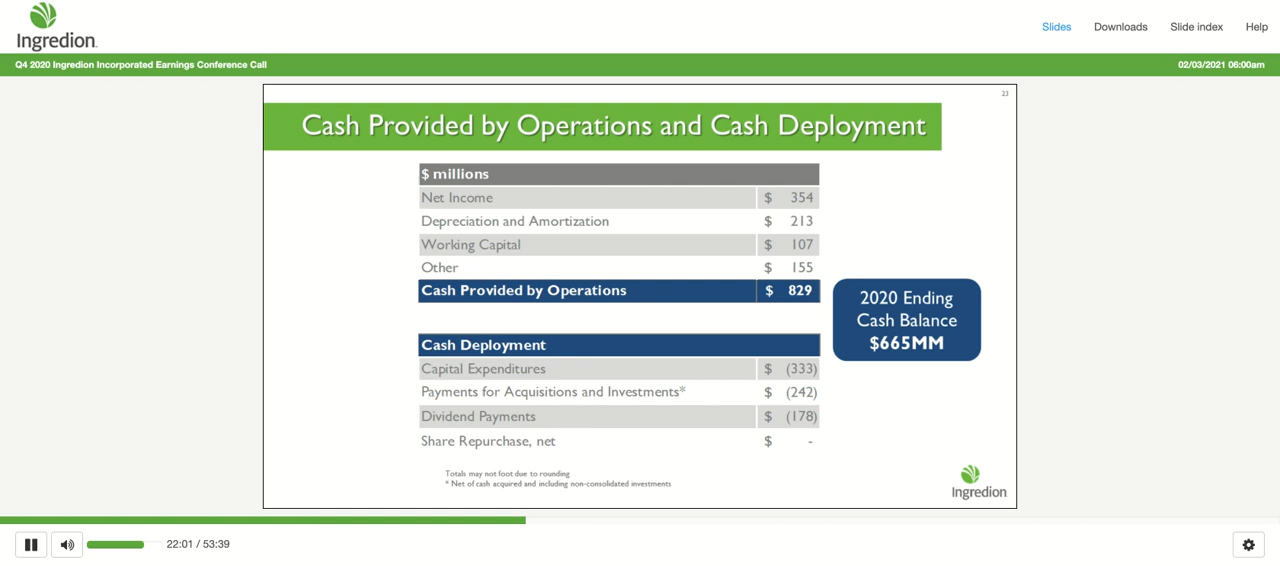 Ingredion.
Slides Downloads Slide index Help
Q4 2020 Ingredion Incorporated Earnings Conference Call 02/03/2021 06:00am
23
Cash Provided by Operations and Cash Deployment
$ millions
Net Income $ 354
Depreciation and Amortization $ 213
Working Capital $ 107
Other $ 155
Cash Provided by Operations $ 829
2020 Ending
Cash Balance
$665MM
Cash Deployment
Capital Expenditures $ (333)
Payments for Acquisitions and Investments* $ (242)
Dividend Payments $ (178)
Share Repurchase, net $ -
Totals may not foot due to rounding
* Net of cash acquired and including non-consolidated investments
Ingredion
22:01 / 53:39